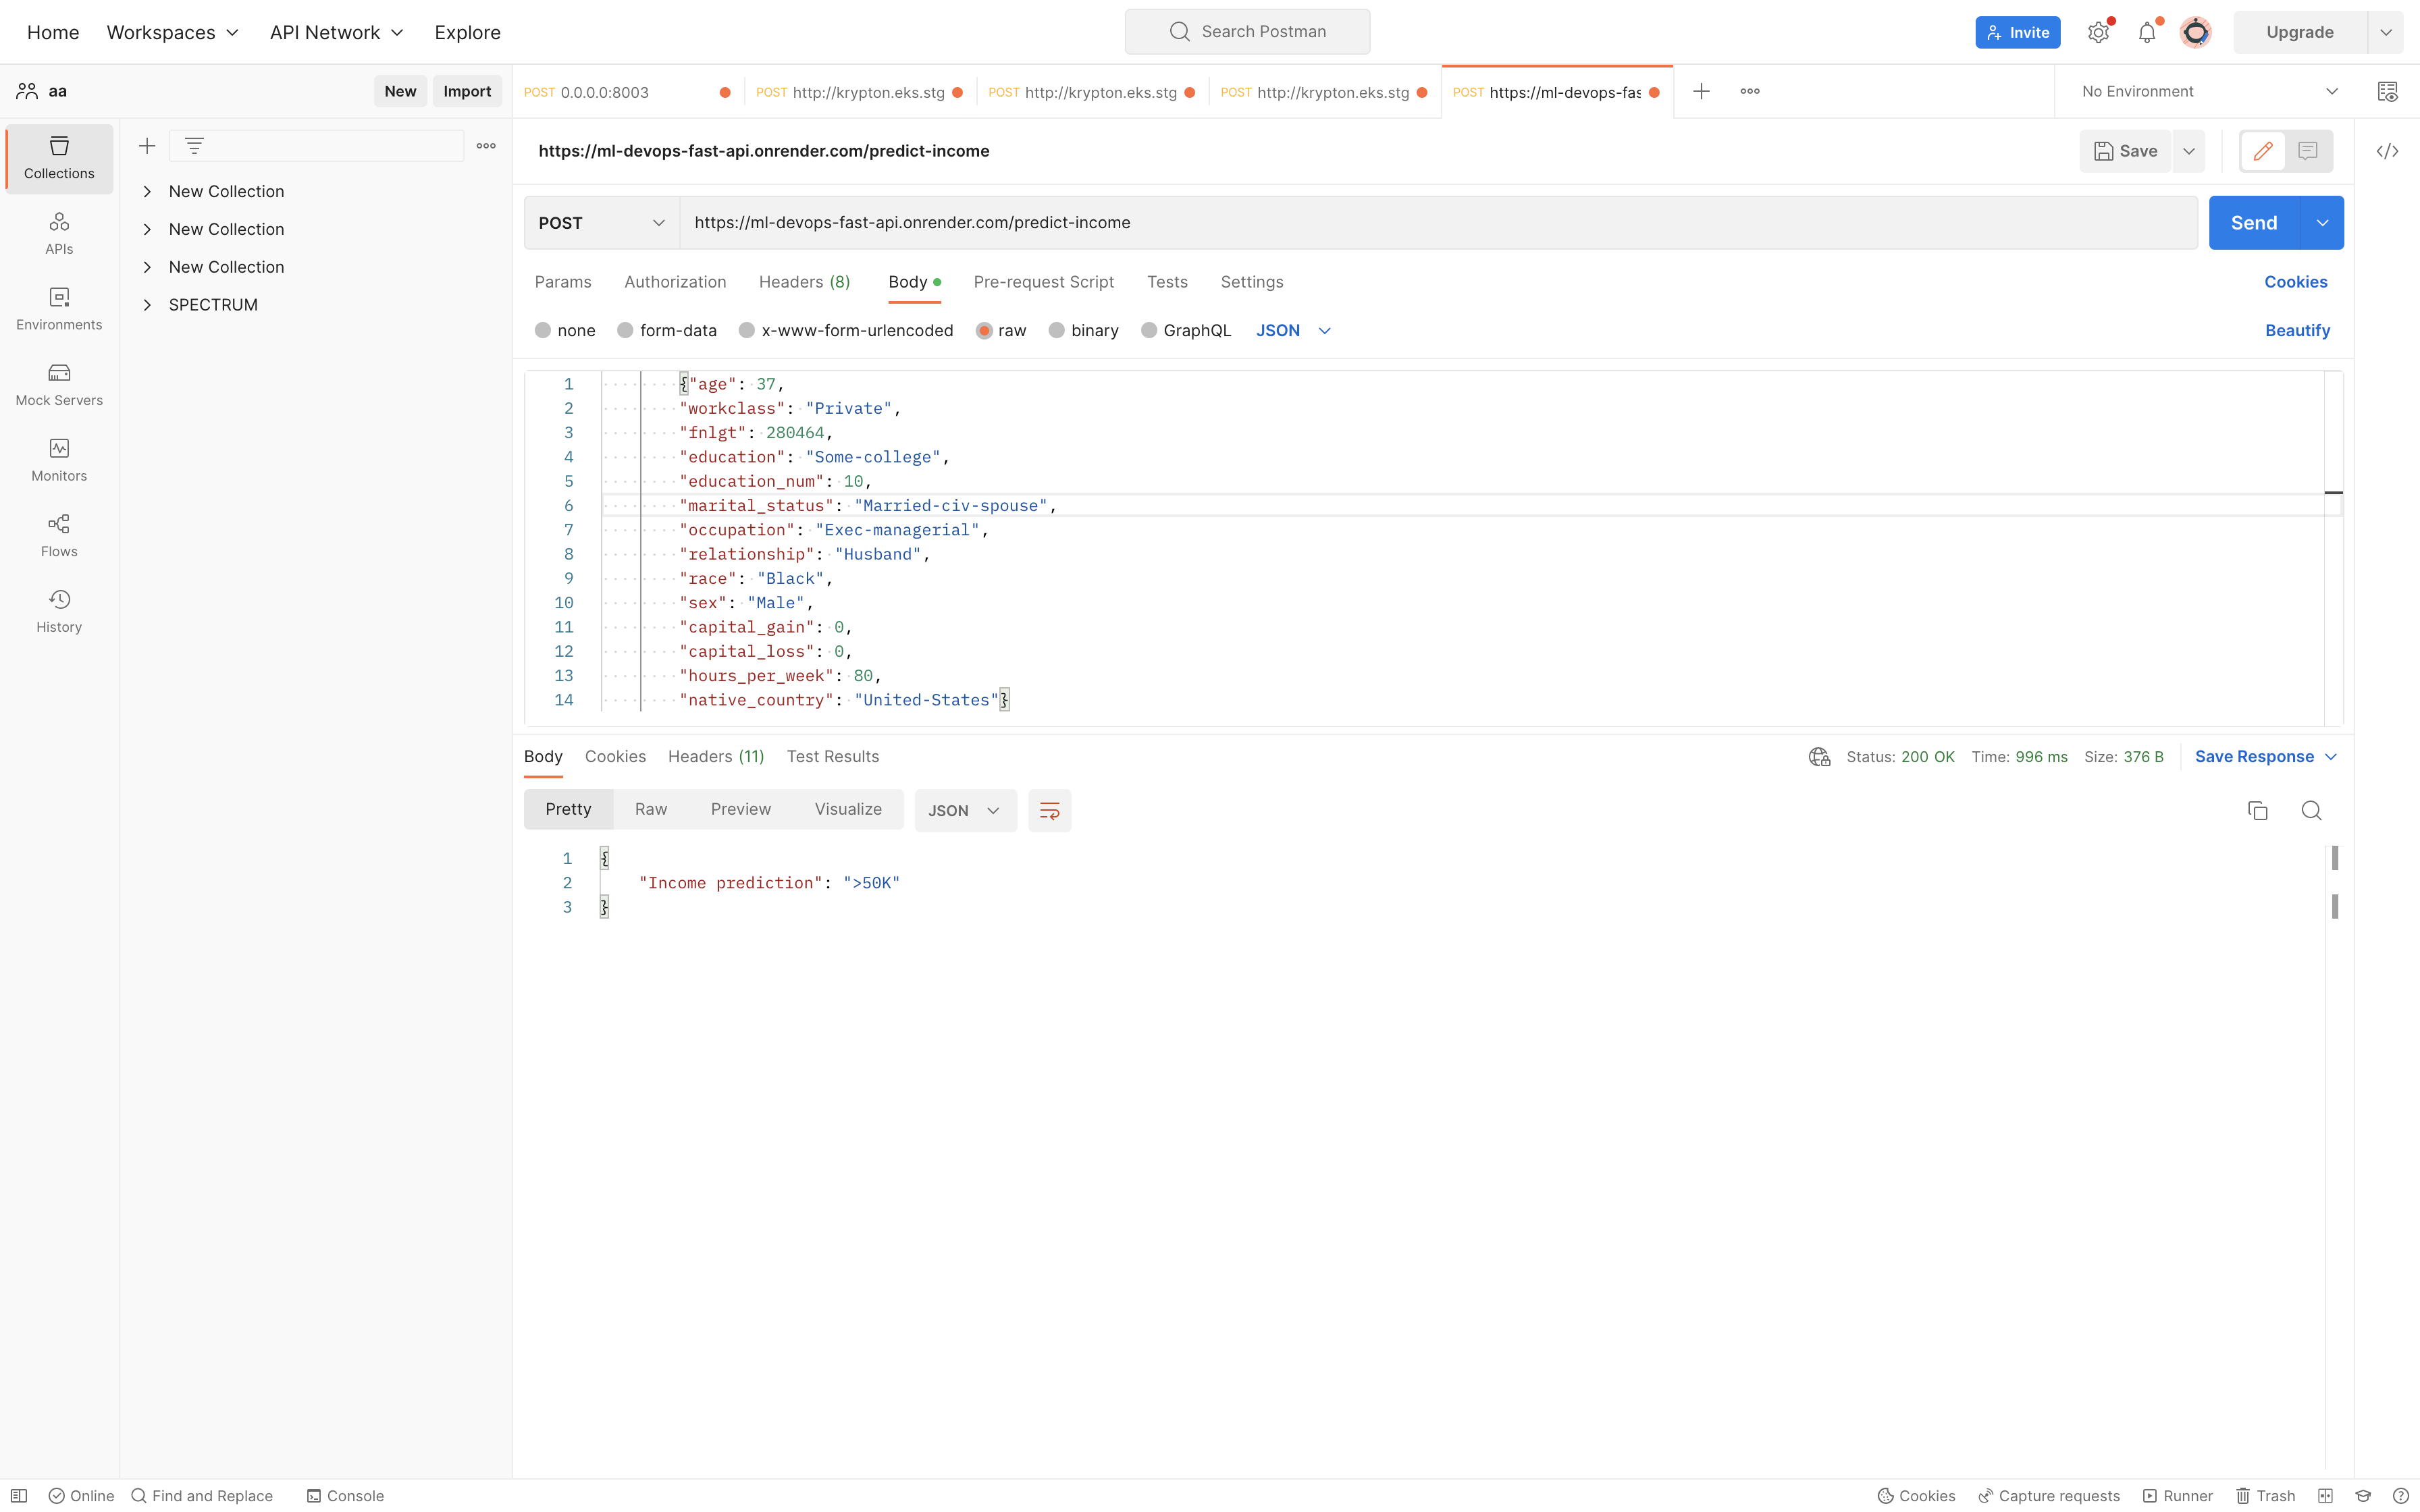 Home Workspaces API Network Explore Search Postman Invite Upgrade
aa New Import POST 0.0.0.0:8003 POST http://krypton.eks.stg POST http://krypton.eks.stg POST http://krypton.eks.stg POST https://ml-devops-fas No Environment
Collections
APIs
Environments
Mock Servers
Monitors
Flows
History
New Collection
New Collection
New Collection
SPECTRUM
https://ml-devops-fast-api.onrender.com/predict-income Save
POST https://ml-devops-fast-api.onrender.com/predict-income Send
Params Authorization Headers (8) Body Pre-request Script Tests Settings Cookies
none form-data x-www-form-urlencoded raw binary GraphQL JSON Beautify
1 {"age": 37,
2 "workclass": "Private",
3 "fnlgt": 280464,
4 "education": "Some-college",
5 "education_num": 10,
6 "marital_status": "Married-civ-spouse",
7 "occupation": "Exec-managerial",
8 "relationship": "Husband",
9 "race": "Black",
10 "sex": "Male",
11 "capital_gain": 0,
12 "capital_loss": 0,
13 "hours_per_week": 80,
14 "native_country": "United-States"}
Body Cookies Headers (11) Test Results Status: 200 OK Time: 996 ms Size: 376 B Save Response
Pretty Raw Preview Visualize JSON
1 {
2 "Income prediction": ">50K"
3 }
Online Find and Replace Console Cookies Capture requests Runner Trash